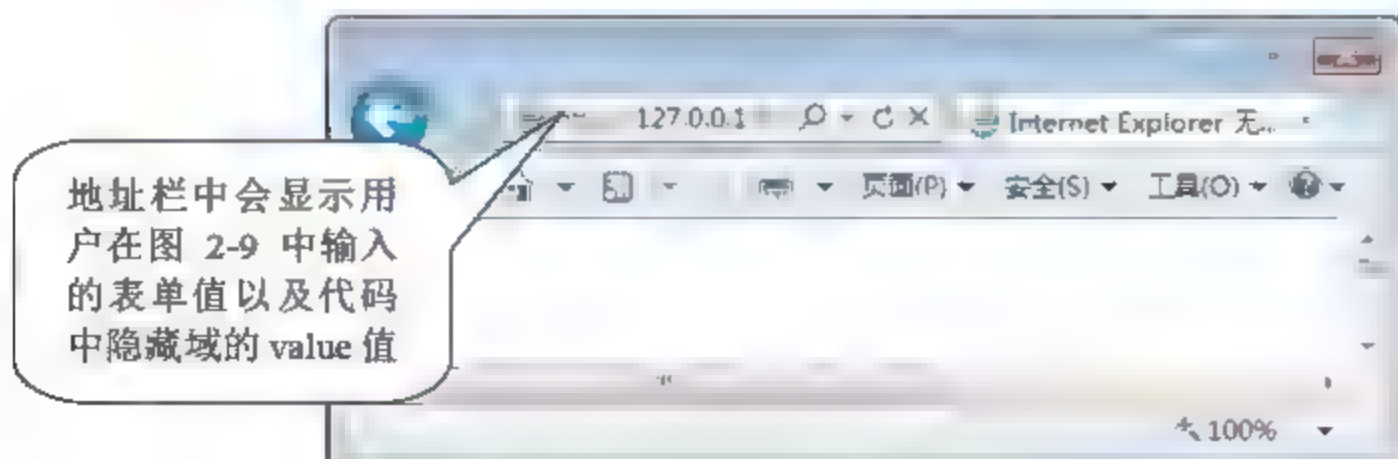 127.0.0.1
Internet Explorer 无...
页面(P) 安全(S) 工具(O)
地址栏中会显示用
户在图 2-9 中输入
的表单值以及代码
中隐藏域的 value 值
100%